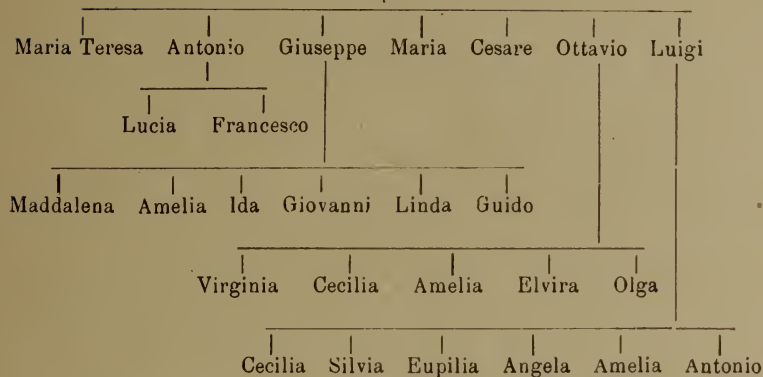 Maria Teresa Antonio Giuseppe Maria Cesare Ottavio Luigi
Lucia Francesco
Maddalena Amelia Ida Giovanni Linda Guido
Virginia Cecilia Amelia Elvira Olga
Cecilia Silvia Eupilia Angela Amelia Antonio